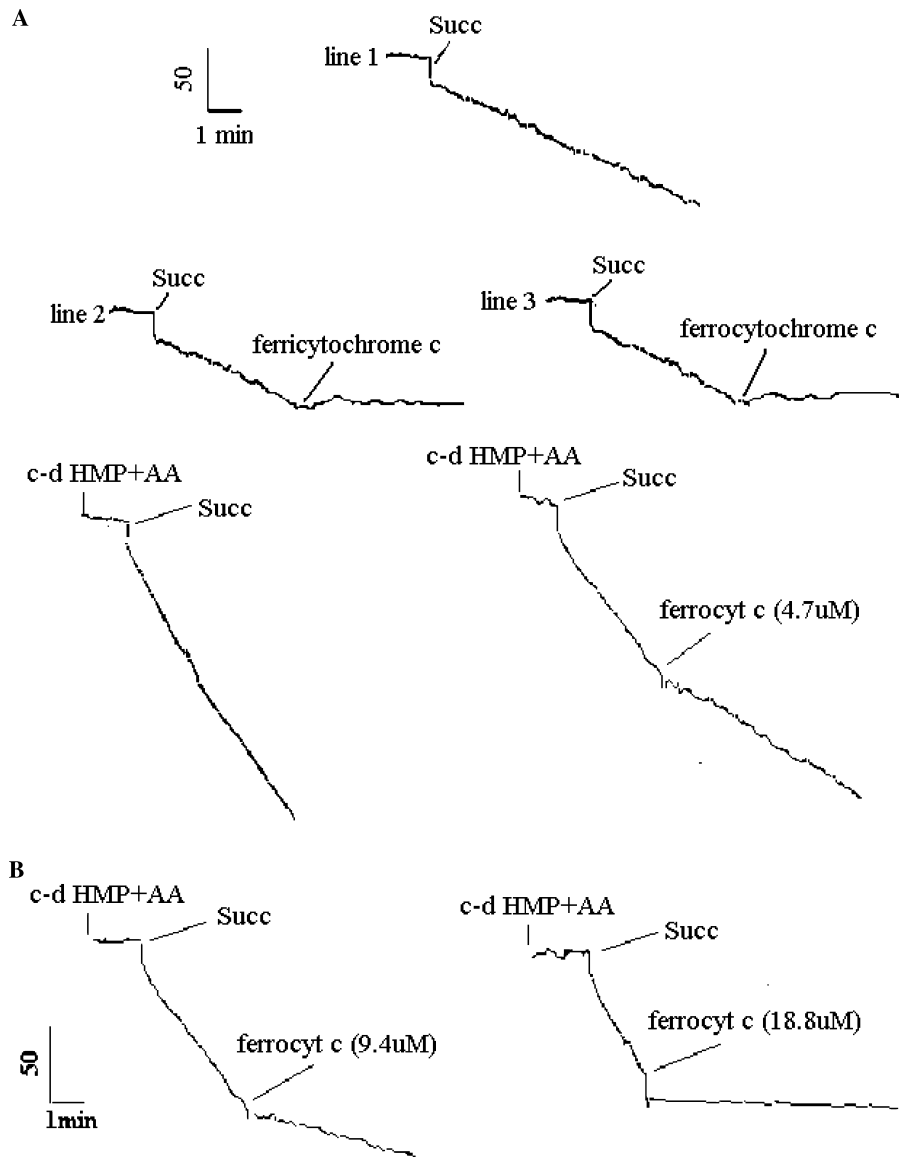 A
Succ
line 1
50
1 min
Succ
line 2
ferricytochrome c
Succ
line 3
ferrocytochrome c
c-d HMP+AA
Succ
c-d HMP+AA
Succ
ferrocyt c (4.7uM)
B
c-d HMP+AA
Succ
ferrocyt c (9.4uM)
50
1min
c-d HMP+AA
Succ
ferrocyt c (18.8uM)